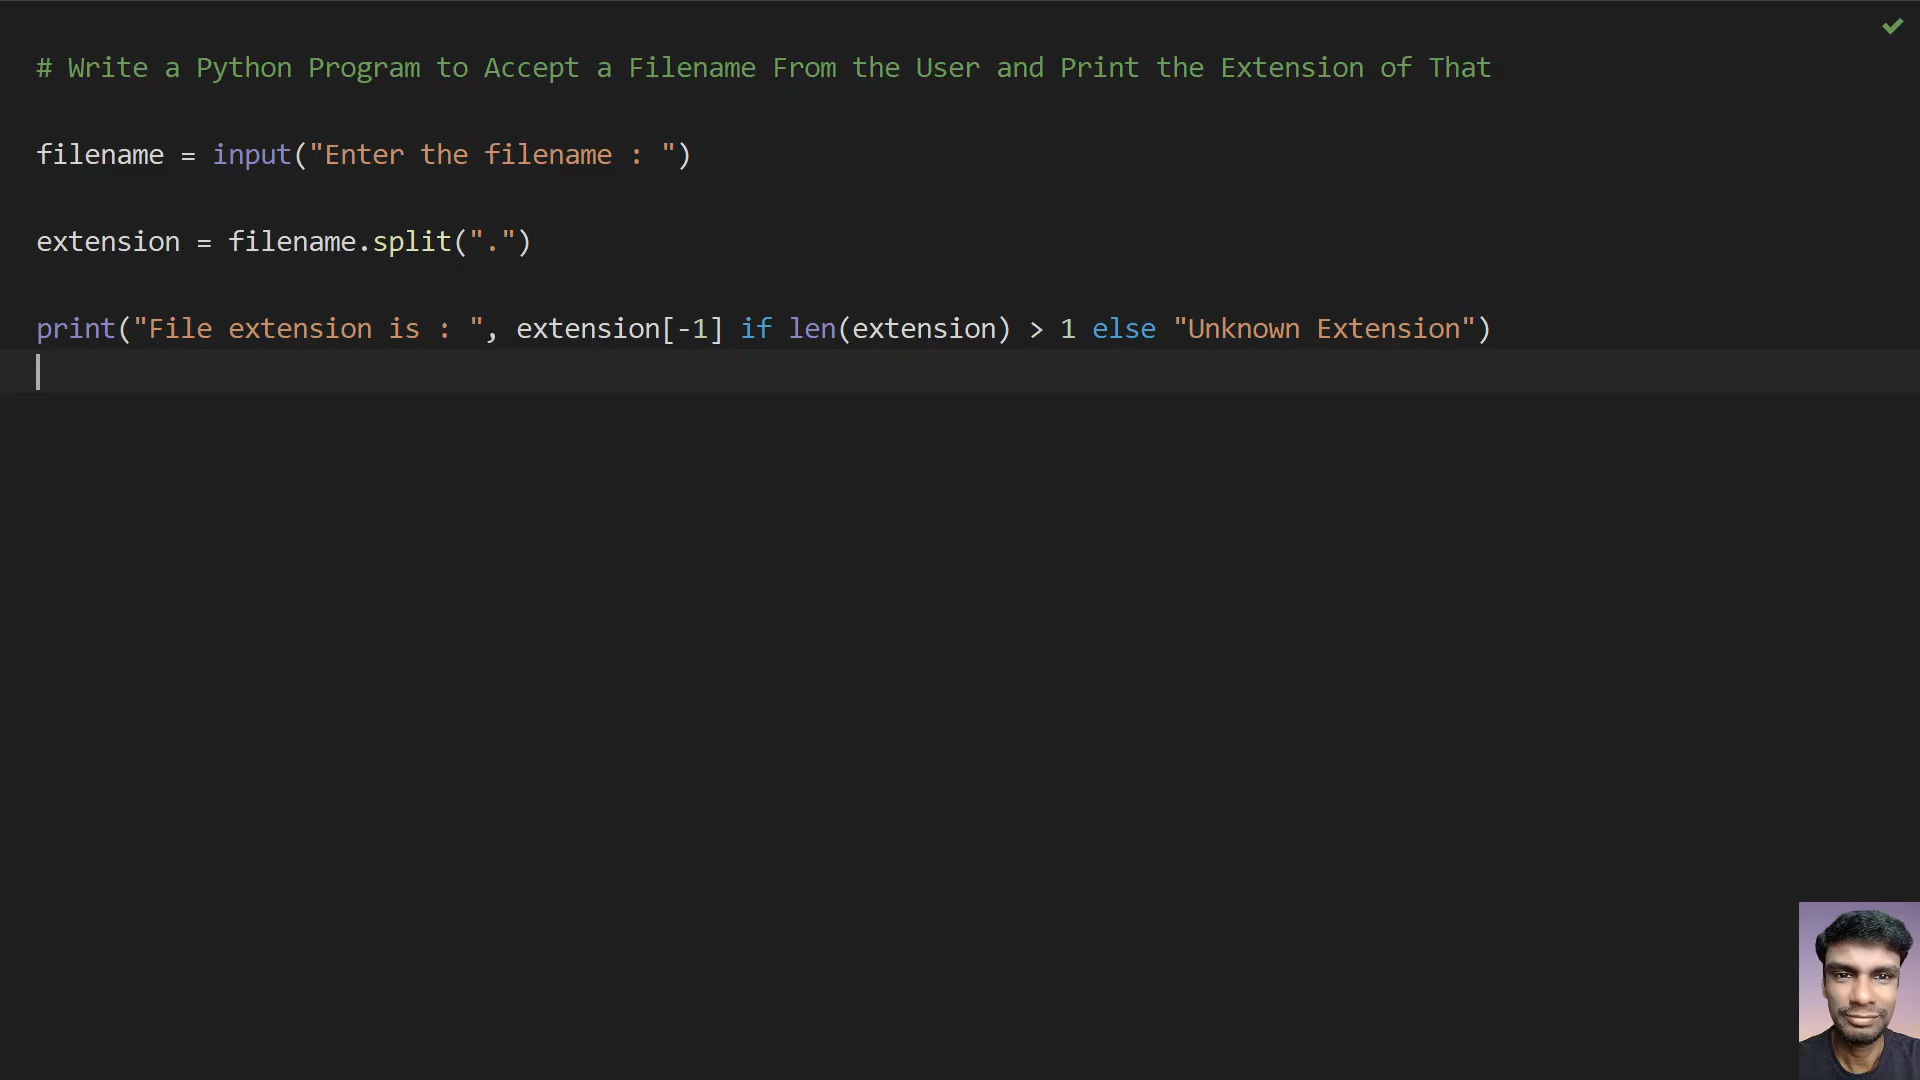 # Write a Python Program to Accept a Filename From the User and Print the Extension of That
filename = input("Enter the filename : ")
extension = filename.split(".")
print("File extension is : ", extension[-1] if len(extension) > 1 else "Unknown Extension")